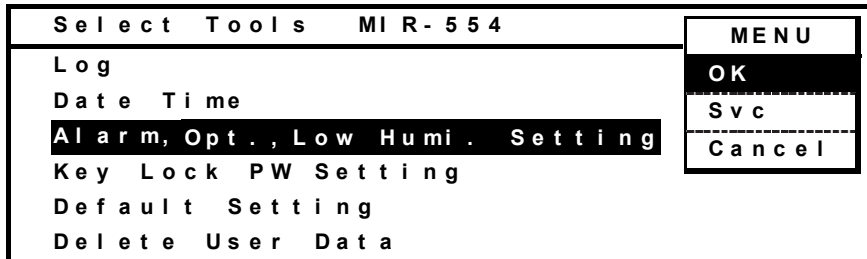 Select Tools MIR-554
MENU
Log
OK
Date Time
Svc
Alarm, Opt., Low Humi. Setting
Cancel
Key Lock PW Setting
Default Setting
Delete User Data